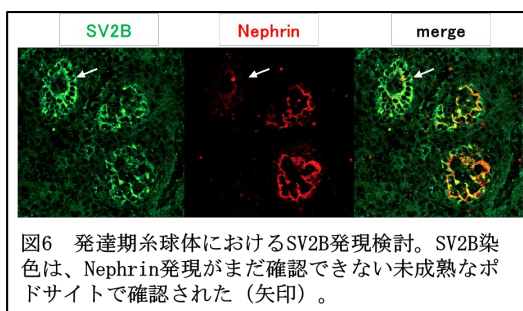 SV2B Nephrin merge
図6 発達期糸球体におけるSV2B発現検討。SV2B染
色は、Nephrin発現がまだ確認できない未成熟なポ
ドサイトで確認された（矢印）。